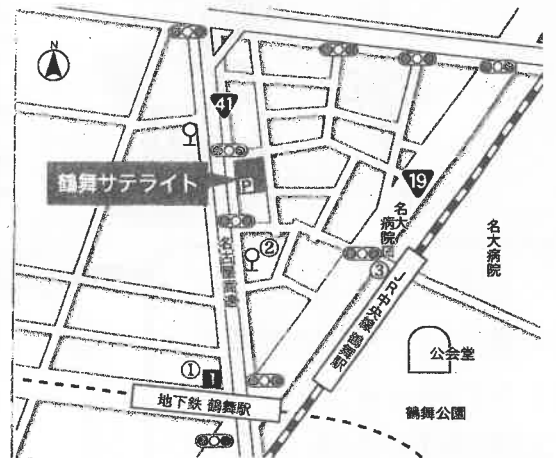 N
41
鶴舞サテライト
P
19
名大
病院
名大病院
名古屋高速
②
③
JR中央線 鶴舞駅
公会堂
①
1
地下鉄 鶴舞駅
鶴舞公園